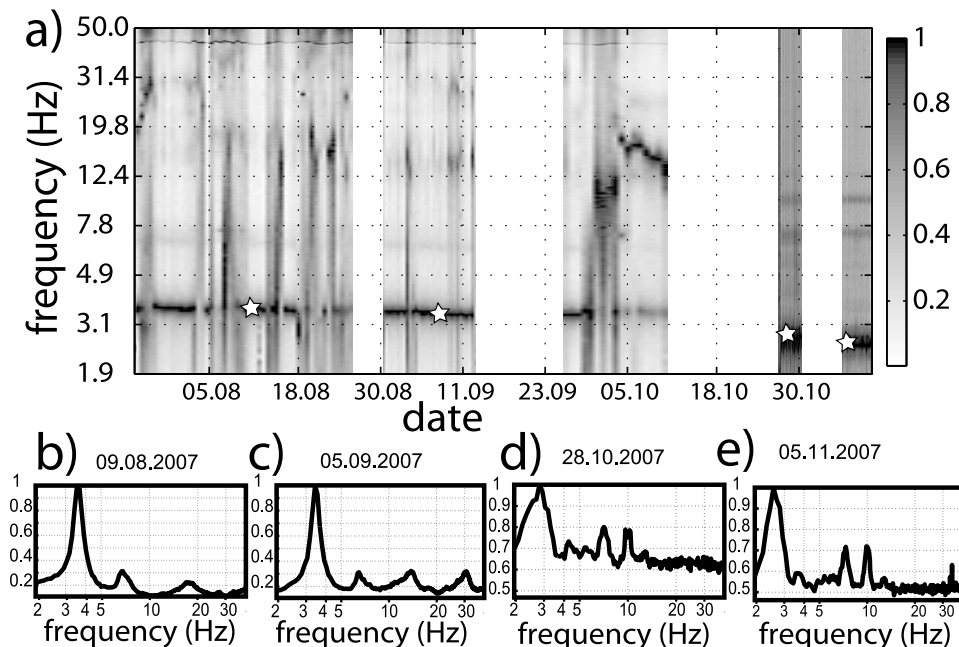 a)
frequency (Hz)
50.0
31.4
19.8
12.4
7.8
4.9
3.1
1.9
05.08 18.08 30.08 11.09 23.09 05.10 18.10 30.10
date
1
0.8
0.6
0.4
0.2
b)
09.08.2007
1
0.8
0.6
0.4
0.2
2 3 4 5 10 20 30
frequency (Hz)
c)
05.09.2007
1
0.8
0.6
0.4
0.2
2 3 4 5 10 20 30
frequency (Hz)
d)
28.10.2007
1
0.9
0.8
0.7
0.6
0.5
2 3 4 5 10 20 30
frequency (Hz)
e)
05.11.2007
1
0.9
0.8
0.7
0.6
0.5
2 3 4 5 10 20 30
frequency (Hz)